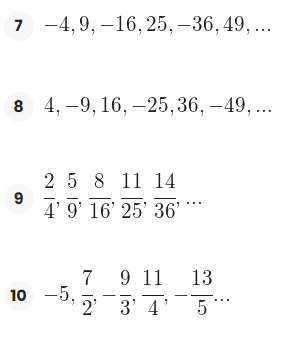 7 −4, 9, −16, 25, −36, 49, ...
8 4, −9, 16, −25, 36, −49, ...
9 2/4, 5/9, 8/16, 11/25, 14/36, ...
10 −5, 7/2, −9/3, 11/4, −13/5 ...